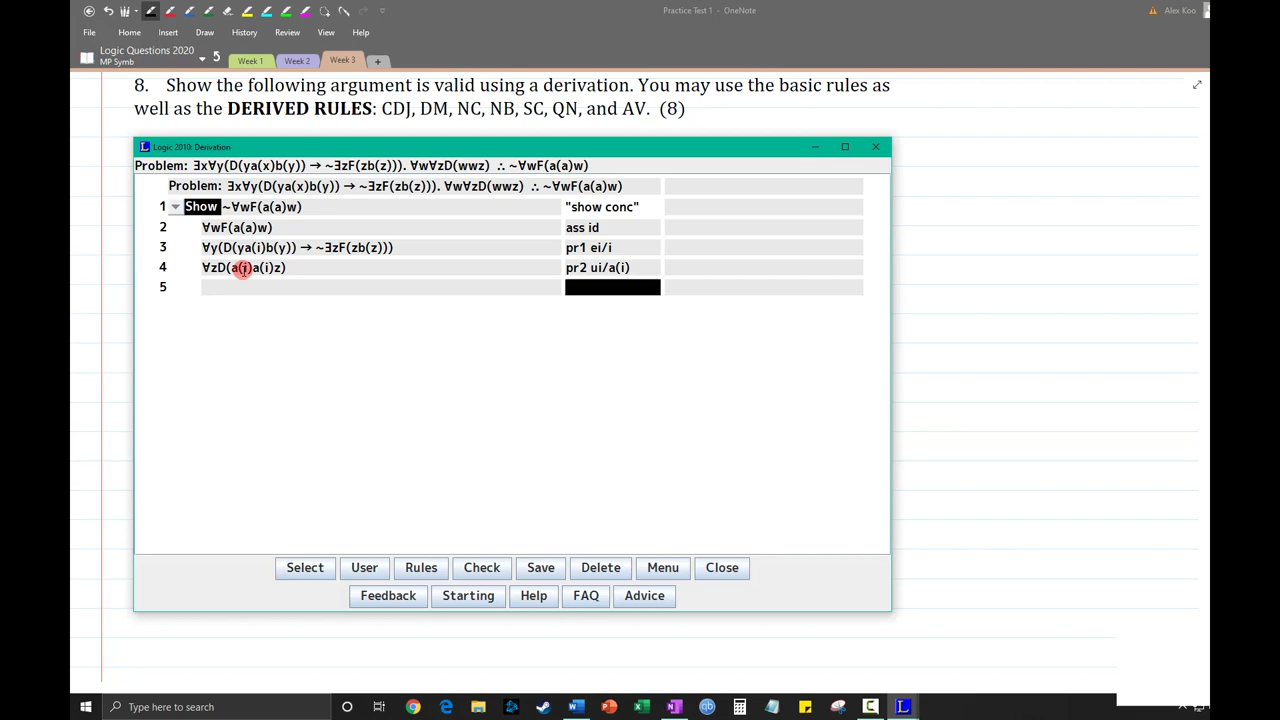 Practice Test 1 - OneNote
Alex Koo
File Home Insert Draw History Review View Help
Logic Questions 2020
MP Symb
Week 1 Week 2 Week 3 +
8. Show the following argument is valid using a derivation. You may use the basic rules as
well as the DERIVED RULES: CDJ, DM, NC, NB, SC, QN, and AV. (8)
Logic 2010: Derivation
Problem: ∃x∀y(D(ya(x)b(y)) → ~∃zF(zb(z))). ∀w∀zD(wwz) ∴ ~∀wF(a(a)w)
Problem: ∃x∀y(D(ya(x)b(y)) → ~∃zF(zb(z))). ∀w∀zD(wwz) ∴ ~∀wF(a(a)w)
1 Show ~∀wF(a(a)w) "show conc"
2 ∀wF(a(a)w) ass id
3 ∀y(D(ya(i)b(y)) → ~∃zF(zb(z))) pr1 ei/i
4 ∀zD(a(i)a(i)z) pr2 ui/a(i)
5
Select User Rules Check Save Delete Menu Close
Feedback Starting Help FAQ Advice
Type here to search